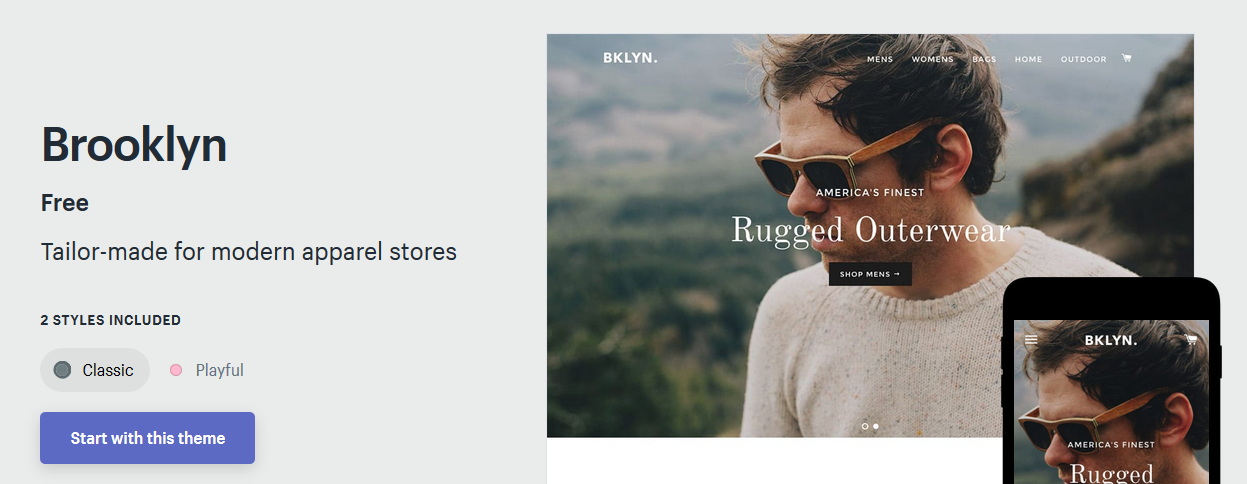 Brooklyn
Free
Tailor-made for modern apparel stores
2 STYLES INCLUDED
Classic
Playful
Start with this theme
BKLYN.
MENS WOMENS BAGS HOME OUTDOOR
AMERICA'S FINEST
Rugged Outerwear
SHOP MENS →
BKLYN.
AMERICA'S FINEST
Rugged